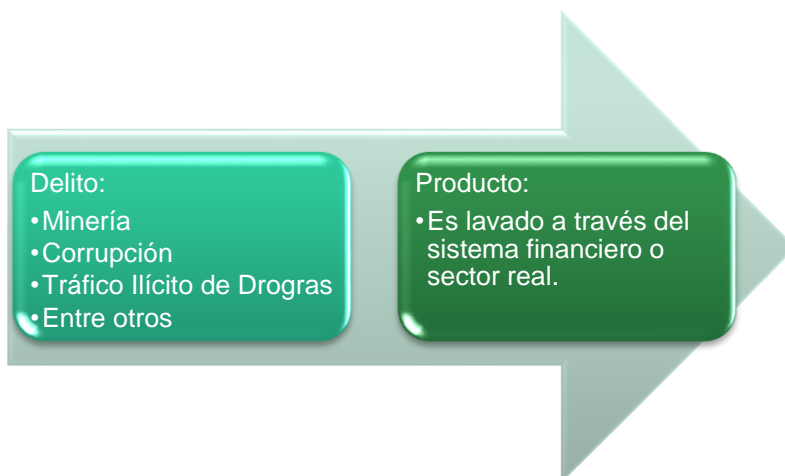 Delito:
•Minería
•Corrupción
•Tráfico Ilícito de Drogras
•Entre otros
Producto:
•Es lavado a través del
sistema financiero o
sector real.